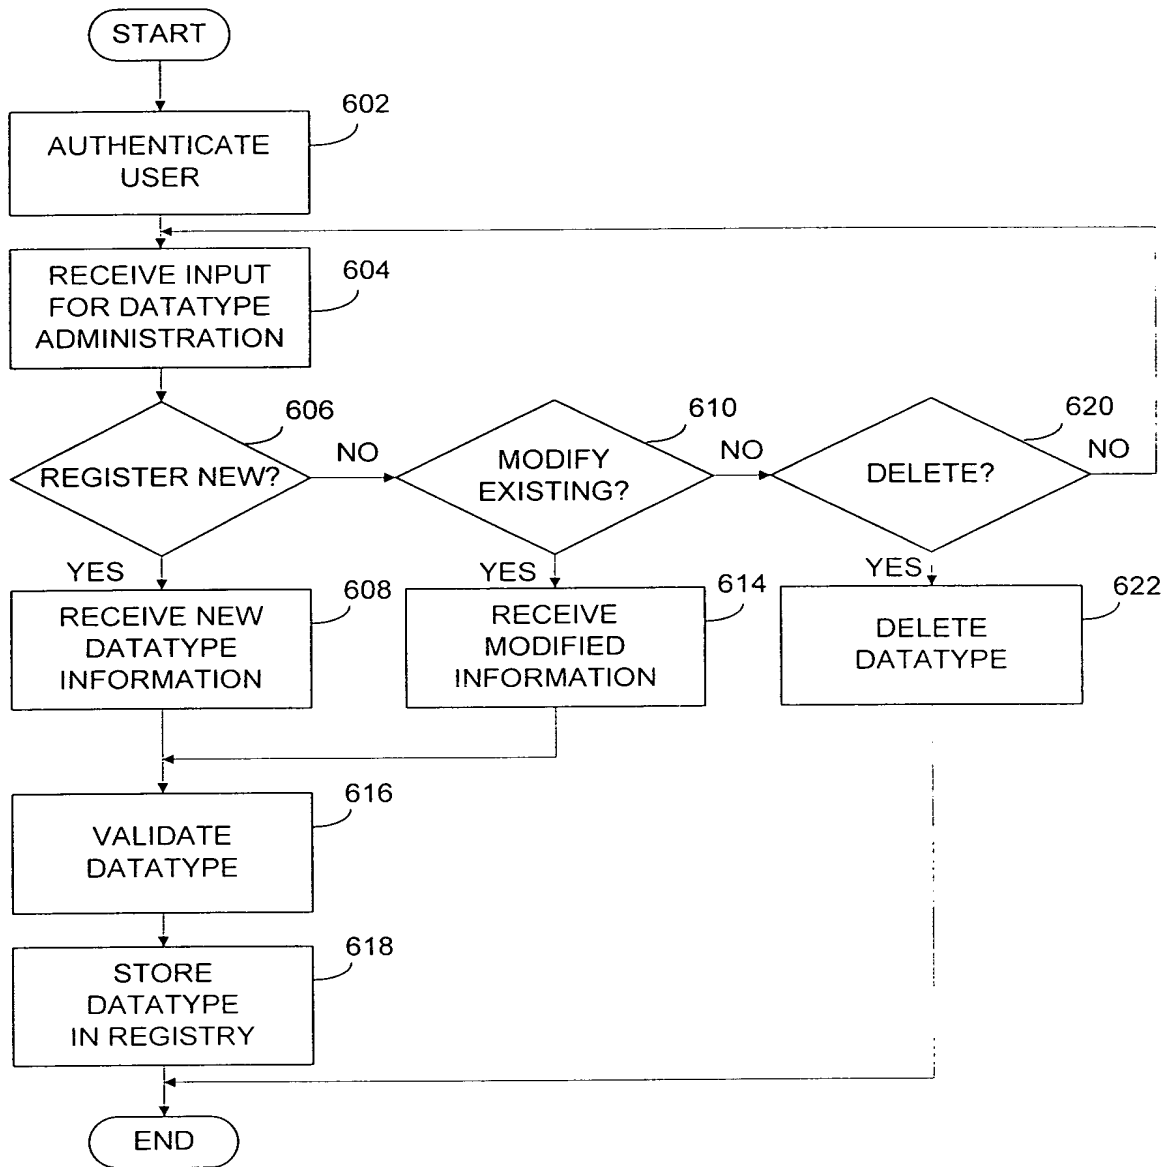 START
602
AUTHENTICATE
USER
604
RECEIVE INPUT
FOR DATATYPE
ADMINISTRATION
606
REGISTER NEW?
NO
610
MODIFY
EXISTING?
NO
620
DELETE?
NO
YES
608
RECEIVE NEW
DATATYPE
INFORMATION
YES
614
RECEIVE
MODIFIED
INFORMATION
YES
622
DELETE
DATATYPE
616
VALIDATE
DATATYPE
618
STORE
DATATYPE
IN REGISTRY
END